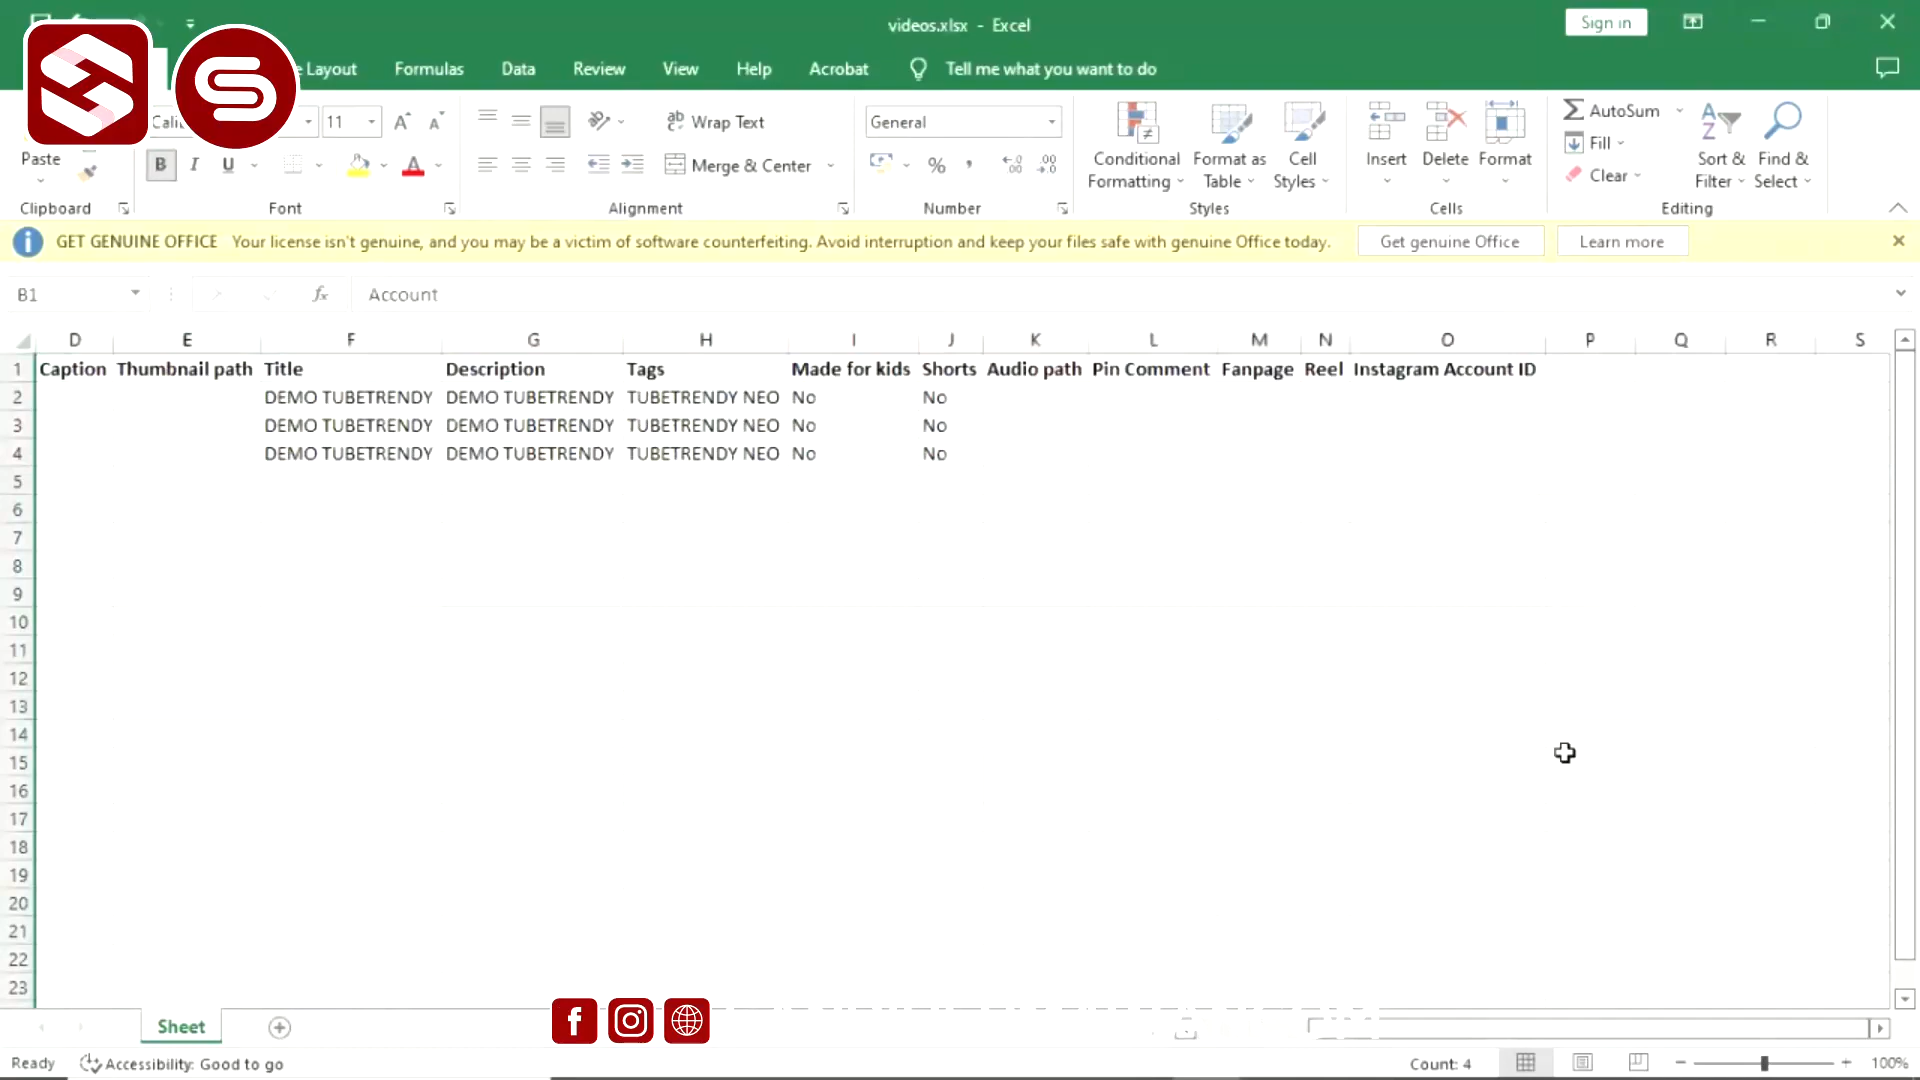 videos.xlsx - Excel
Sign in
e Layout Formulas Data Review View Help Acrobat Tell me what you want to do
Paste
Clipboard
11
B I U A
Font
Wrap Text
Merge & Center
Alignment
General
%
Number
Conditional Formatting
Format as Table
Cell Styles
Styles
Insert Delete Format
Cells
AutoSum
Fill
Clear
Sort & Filter
Find & Select
Editing
GET GENUINE OFFICE Your license isn't genuine, and you may be a victim of software counterfeiting. Avoid interruption and keep your files safe with genuine Office today. Get genuine Office Learn more
B1 fx Account
D E F G H I J K L M N O P Q R S
1 Caption Thumbnail path Title Description Tags Made for kids Shorts Audio path Pin Comment Fanpage Reel Instagram Account ID
2 DEMO TUBETRENDY DEMO TUBETRENDY TUBETRENDY NEO No No
3 DEMO TUBETRENDY DEMO TUBETRENDY TUBETRENDY NEO No No
4 DEMO TUBETRENDY DEMO TUBETRENDY TUBETRENDY NEO No No
5
6
7
8
9
10
11
12
13
14
15
16
17
18
19
20
21
22
23
Sheet
Ready Accessibility: Good to go Count: 4 100%